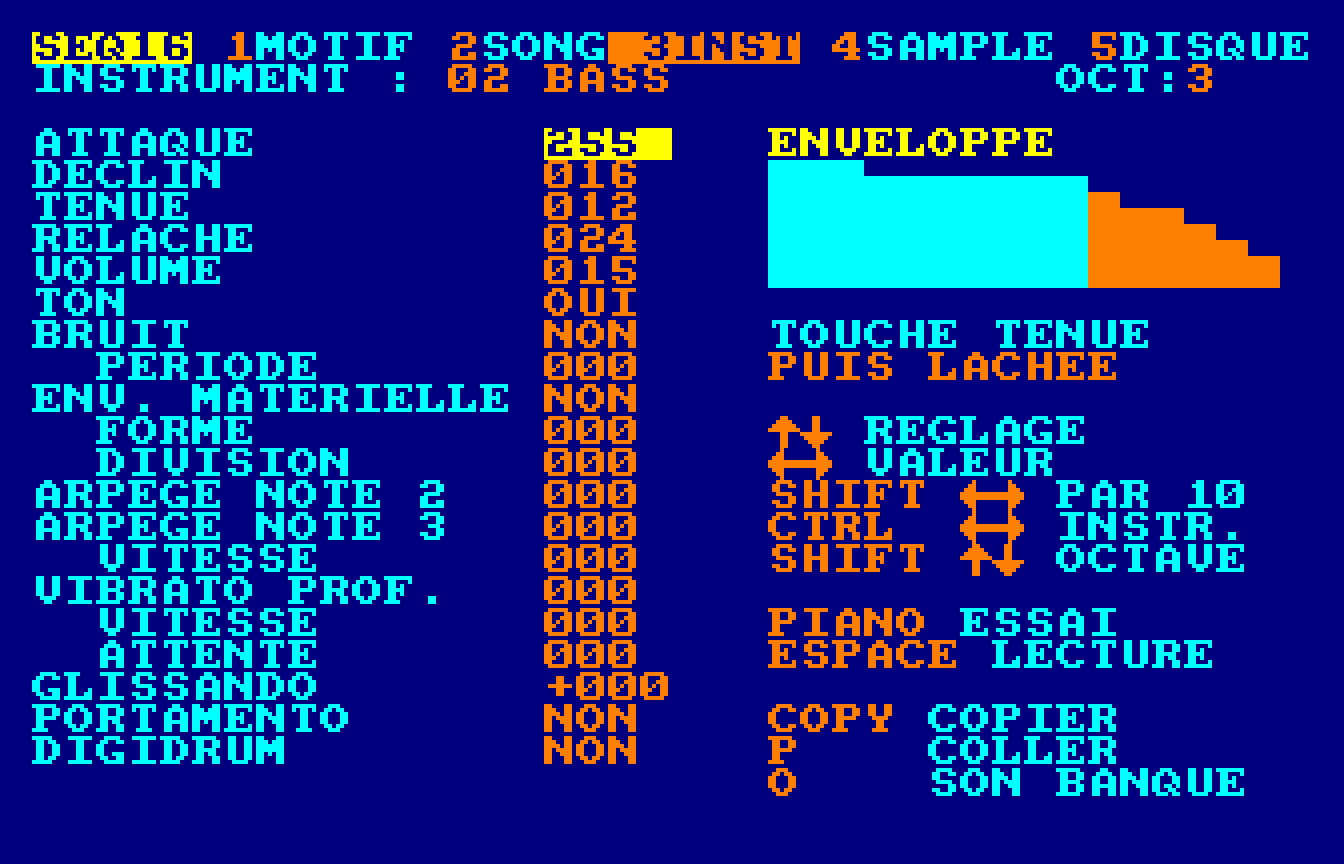 SEQ16 1MOTIF 2SONG 3INST 4SAMPLE 5DISQUE
INSTRUMENT : 02 BASS OCT:3
ATTAQUE 255 ENVELOPPE
DECLIN 016
TENUE 012
RELACHE 024
VOLUME 015
TON OUI
BRUIT NON TOUCHE TENUE
PERIODE 000 PUIS LACHEE
ENV. MATERIELLE NON
FORME 000 ↑↓ REGLAGE
DIVISION 000 ↔ VALEUR
ARPEGE NOTE 2 000 SHIFT ↔ PAR 10
ARPEGE NOTE 3 000 CTRL ↔ INSTR.
VITESSE 000 SHIFT ↑↓ OCTAVE
VIBRATO PROF. 000
VITESSE 000 PIANO ESSAI
ATTENTE 000 ESPACE LECTURE
GLISSANDO +000
PORTAMENTO NON COPY COPIER
DIGIDRUM NON P COLLER
O SON BANQUE